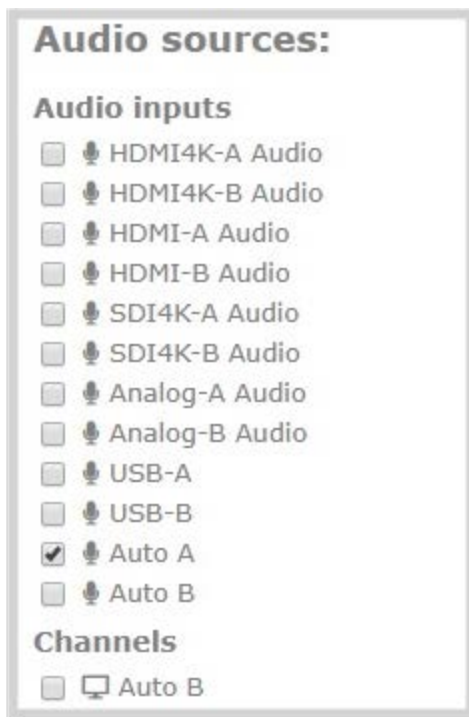 Audio sources:
Audio inputs
HDMI4K-A Audio
HDMI4K-B Audio
HDMI-A Audio
HDMI-B Audio
SDI4K-A Audio
SDI4K-B Audio
Analog-A Audio
Analog-B Audio
USB-A
USB-B
Auto A
Auto B
Channels
Auto B